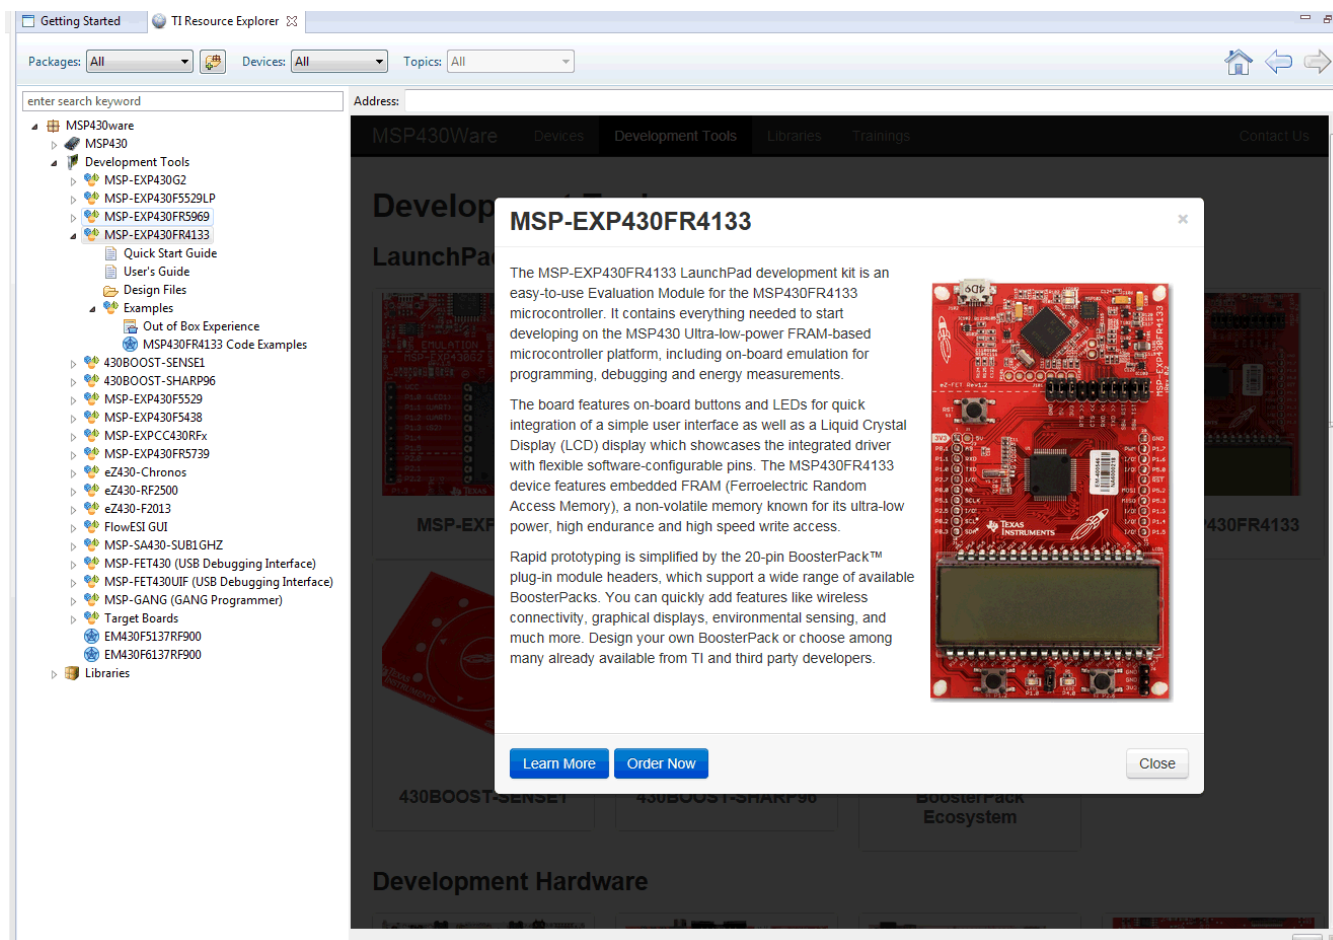 Getting Started
TI Resource Explorer
Packages: All
Devices: All
Topics: All
enter search keyword
Address:
MSP430ware
MSP430
Development Tools
MSP-EXP430G2
MSP-EXP430F5529LP
MSP-EXP430FR5969
MSP-EXP430FR4133
Quick Start Guide
User's Guide
Design Files
Examples
Out of Box Experience
MSP430FR4133 Code Examples
430BOOST-SENSE1
430BOOST-SHARP96
MSP-EXP430F5529
MSP-EXP430F5438
MSP-EXPCC430RFx
MSP-EXP430FR5739
eZ430-Chronos
eZ430-RF2500
eZ430-F2013
FlowESI GUI
MSP-SA430-SUB1GHZ
MSP-FET430 (USB Debugging Interface)
MSP-FET430UIF (USB Debugging Interface)
MSP-GANG (GANG Programmer)
Target Boards
EM430F5137RF900
EM430F6137RF900
Libraries
MSP430Ware Devices Development Tools Libraries Trainings Contact Us
MSP-EXP430FR4133
The MSP-EXP430FR4133 LaunchPad development kit is an
easy-to-use Evaluation Module for the MSP430FR4133
microcontroller. It contains everything needed to start
developing on the MSP430 Ultra-low-power FRAM-based
microcontroller platform, including on-board emulation for
programming, debugging and energy measurements.
The board features on-board buttons and LEDs for quick
integration of a simple user interface as well as a Liquid Crystal
Display (LCD) display which showcases the integrated driver
with flexible software-configurable pins. The MSP430FR4133
device features embedded FRAM (Ferroelectric Random
Access Memory), a non-volatile memory known for its ultra-low
power, high endurance and high speed write access.
Rapid prototyping is simplified by the 20-pin BoosterPack™
plug-in module headers, which support a wide range of available
BoosterPacks. You can quickly add features like wireless
connectivity, graphical displays, environmental sensing, and
much more. Design your own BoosterPack or choose among
many already available from TI and third party developers.
TEXAS
INSTRUMENTS
Learn More
Order Now
Close
430BOOST-SENSE1
430BOOST-SHARP96
BoosterPack
Ecosystem
Development Hardware